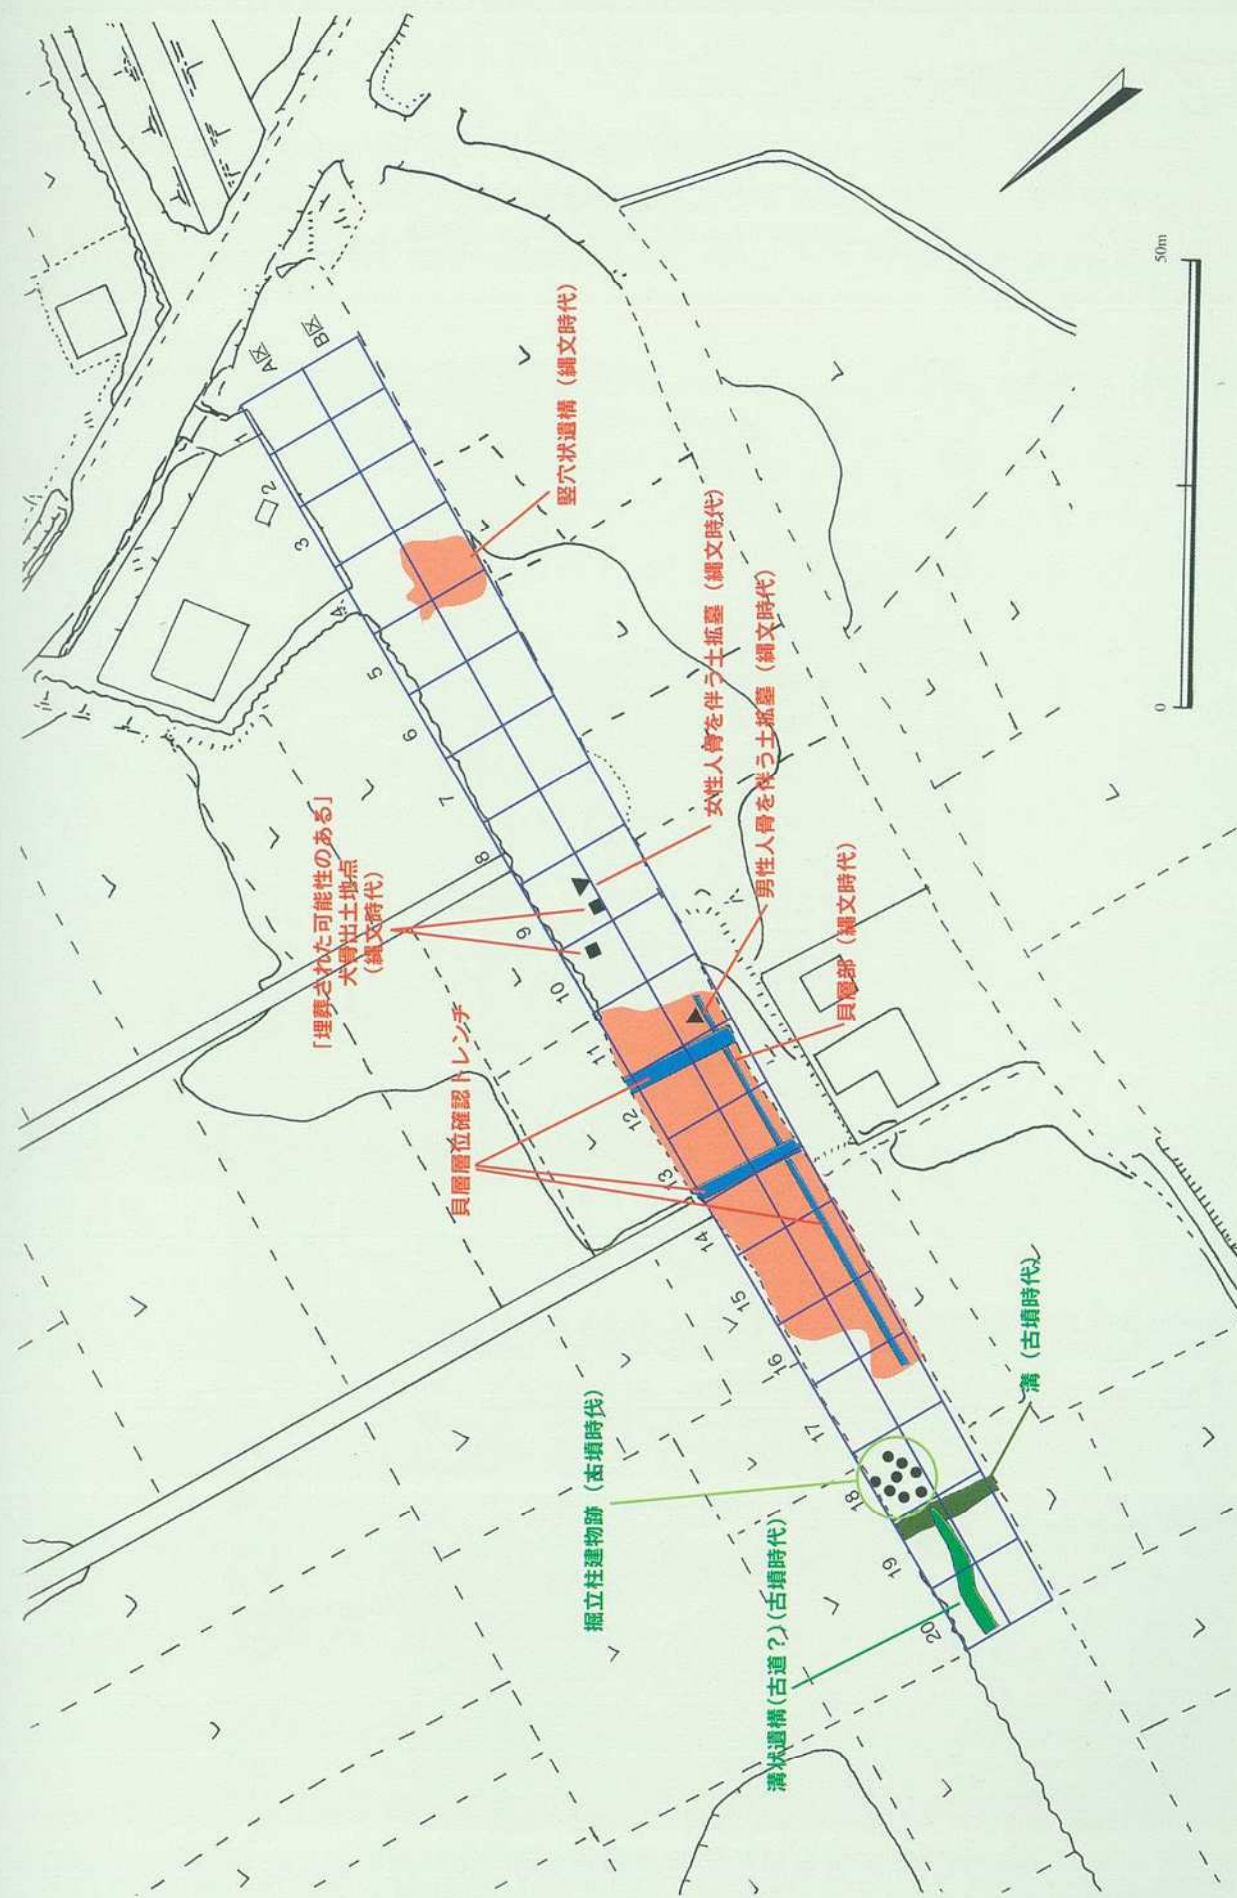 「埋葬された可能性のある」
犬骨出土地点
(縄文時代)
貝層層位確認トレンチ
掘立柱建物跡 (古墳時代)
溝状遺構(古道?)(古墳時代)
竪穴状遺構 (縄文時代)
女性人骨を伴う土拡墓 (縄文時代)
男性人骨を伴う土拡墓 (縄文時代)
貝層部 (縄文時代)
溝 (古墳時代)
A区
B区
2
3
4
5
6
7
8
9
10
11
12
13
14
15
16
17
18
19
20
0
50m